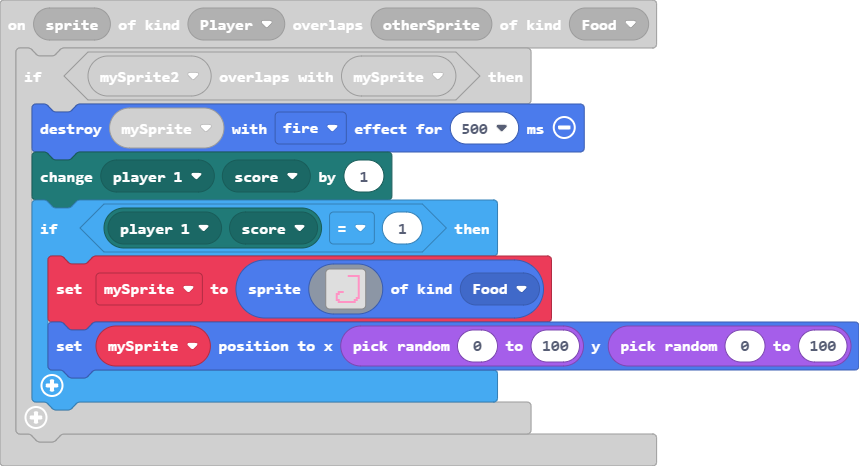 on sprite of kind Player overlaps otherSprite of kind Food
if mySprite2 overlaps with mySprite then
destroy mySprite with fire effect for 500 ms
change player 1 score by 1
if player 1 score = 1 then
set mySprite to sprite of kind Food
set mySprite position to x pick random 0 to 100 y pick random 0 to 100